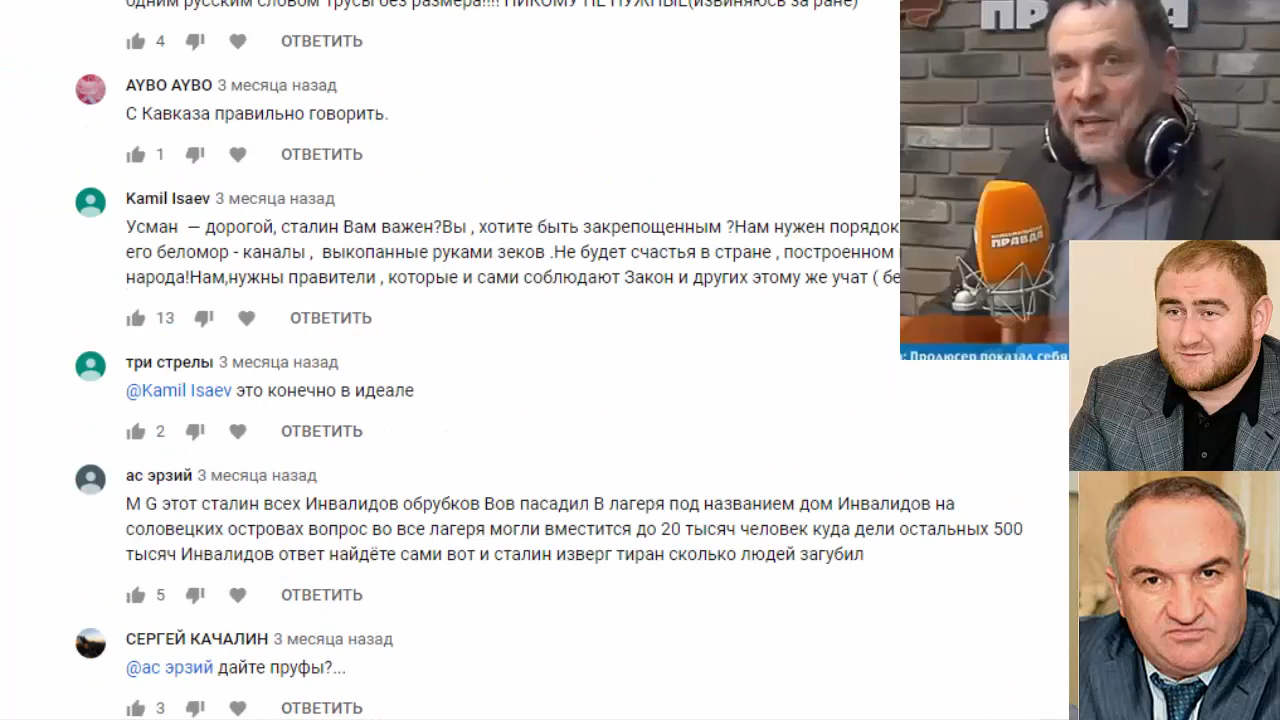 одним русским словом трусы без размера!!!! НИКОМУ НЕ НУЖНЫЕ(извиняюсь за ране)
4 ОТВЕТИТЬ
AYBO AYBO 3 месяца назад
С Кавказа правильно говорить.
1 ОТВЕТИТЬ
Kamil Isaev 3 месяца назад
Усман — дорогой, сталин Вам важен?Вы , хотите быть закрепощенным ?Нам нужен порядок
его беломор - каналы , выкопанные руками зеков .Не будет счастья в стране , построенном
народа!Нам,нужны правители , которые и сами соблюдают Закон и других этому же учат ( бе
13 ОТВЕТИТЬ
три стрелы 3 месяца назад
@Kamil Isaev это конечно в идеале
2 ОТВЕТИТЬ
ас эрзий 3 месяца назад
M G этот сталин всех Инвалидов обрубков Вов пасадил В лагеря под названием дом Инвалидов на
соловецких островах вопрос во все лагеря могли вместится до 20 тысяч человек куда дели остальных 500
тысяч Инвалидов ответ найдёте сами вот и сталин изверг тиран сколько людей загубил
5 ОТВЕТИТЬ
СЕРГЕЙ КАЧАЛИН 3 месяца назад
@ас эрзий дайте пруфы?...
3 ОТВЕТИТЬ
ПРАВДА
КОМСОМОЛЬСКАЯ
ПРАВДА
: Продюсер показал себя